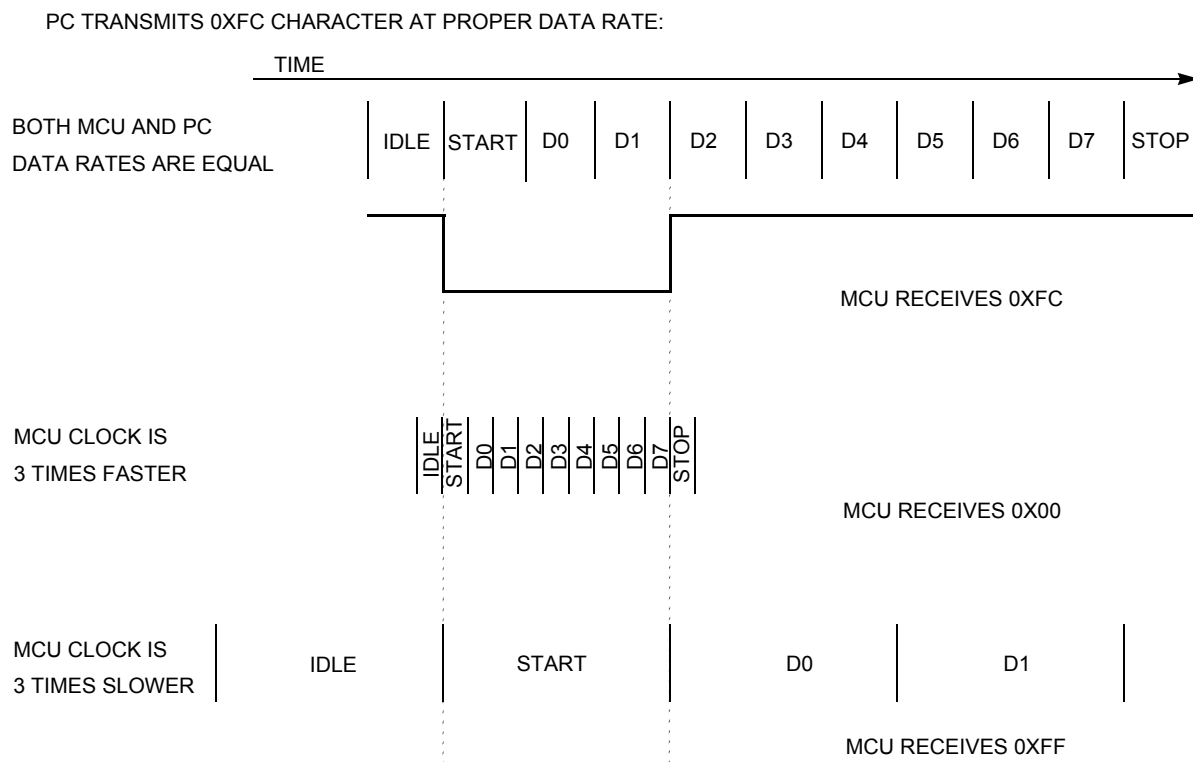 PC TRANSMITS 0XFC CHARACTER AT PROPER DATA RATE:
TIME
BOTH MCU AND PC
DATA RATES ARE EQUAL
IDLE START D0 D1 D2 D3 D4 D5 D6 D7 STOP
MCU RECEIVES 0XFC
MCU CLOCK IS
3 TIMES FASTER
IDLE START D0 D1 D2 D3 D4 D5 D6 D7 STOP
MCU RECEIVES 0X00
MCU CLOCK IS
3 TIMES SLOWER
IDLE START D0 D1
MCU RECEIVES 0XFF